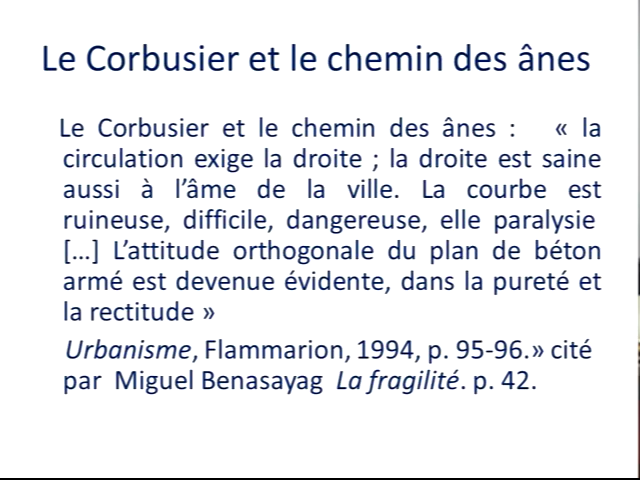 Le Corbusier et le chemin des ânes
Le Corbusier et le chemin des ânes : « la
circulation exige la droite ; la droite est saine
aussi à l’âme de la ville. La courbe est
ruineuse, difficile, dangereuse, elle paralysie
[…] L’attitude orthogonale du plan de béton
armé est devenue évidente, dans la pureté et
la rectitude »
Urbanisme, Flammarion, 1994, p. 95-96.» cité
par Miguel Benasayag La fragilité. p. 42.